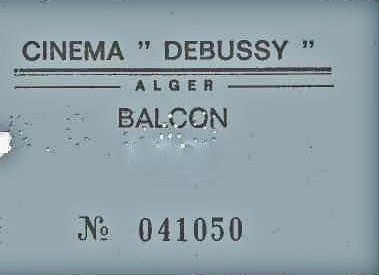 CINEMA " DEBUSSY "
ALGER
BALCON
№ 041050